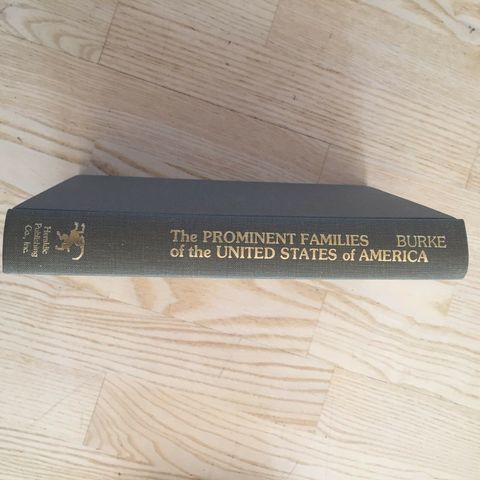 The PROMINENT FAMILIES BURKE
of the UNITED STATES of AMERICA
Heraldic
Publishing
Co., Inc.